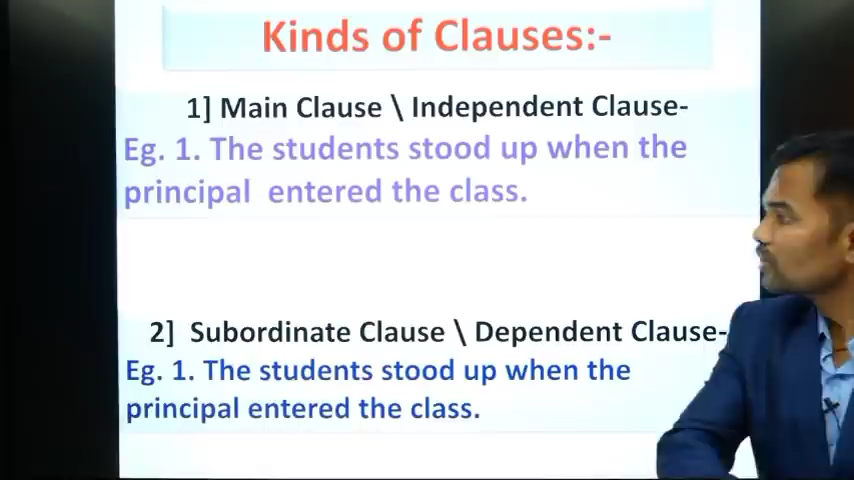 Kinds of Clauses:-
1] Main Clause \ Independent Clause-
Eg. 1. The students stood up when the
principal entered the class.
2] Subordinate Clause \ Dependent Clause-
Eg. 1. The students stood up when the
principal entered the class.